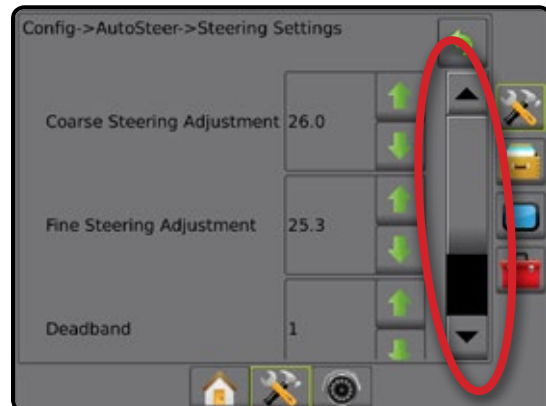 Config->AutoSteer->Steering Settings
Coarse Steering Adjustment 26.0
Fine Steering Adjustment 25.3
Deadband 1